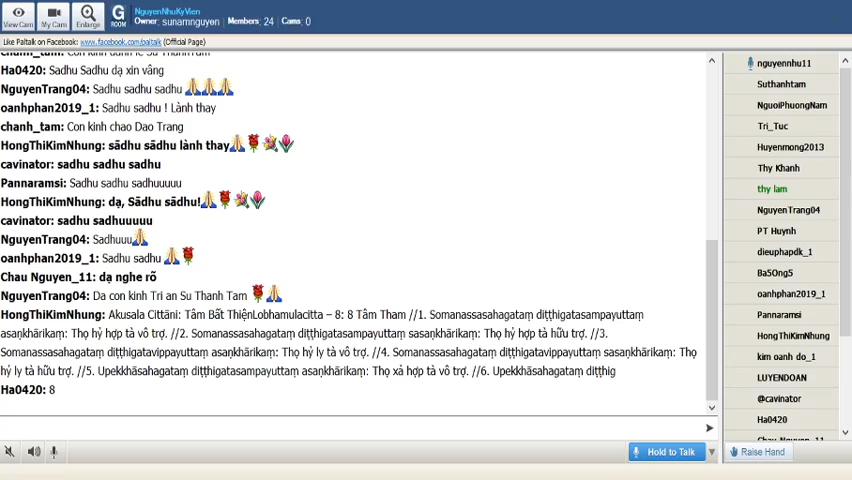 NguyenNhuKyVien
Owner: sunamnguyen Members: 24 Cams: 0
View Cam My Cam Enlarge G ROOM
Like Paltalk on Facebook: www.facebook.com/paltalk (Official Page)
Ha0420: Sadhu Sadhu dạ xin vâng
NguyenTrang04: Sadhu sadhu sadhu
oanhphan2019_1: Sadhu sadhu ! Lành thay
chanh_tam: Con kinh chao Dao Trang
HongThiKimNhung: sādhu sādhu lành thay
cavinator: sadhu sadhu sadhu
Pannaramsi: Sadhu sadhu sadhuuuuu
HongThiKimNhung: dạ, Sādhu sādhu!
cavinator: sadhu sadhuuuuu
NguyenTrang04: Sadhuuu
oanhphan2019_1: Sadhu sadhu
Chau Nguyen_11: dạ nghe rõ
NguyenTrang04: Da con kinh Tri an Su Thanh Tam
HongThiKimNhung: Akusala Cittāni: Tâm Bất ThiệnLobhamulacitta – 8: 8 Tâm Tham //1. Somanassasahagataṃ diṭṭhigatasampayuttaṃ
asaṇkhārikaṃ: Thọ hỷ hợp tà vô trợ. //2. Somanassasahagataṃ diṭṭhigatasampayuttaṃ sasaṇkhārikaṃ: Thọ hỷ hợp tà hữu trợ. //3.
Somanassasahagataṃ diṭṭhigatavippayuttaṃ asaṇkhārikaṃ: Thọ hỷ ly tà vô trợ. //4. Somanassasahagataṃ diṭṭhigatavippayuttaṃ sasaṇkhārikaṃ: Thọ
hỷ ly tà hữu trợ. //5. Upekkhāsahagataṃ diṭṭhigatasampayuttaṃ asaṇkhārikaṃ: Thọ xả hợp tà vô trợ. //6. Upekkhāsahagataṃ diṭṭhig
Ha0420: 8
Hold to Talk
nguyennhu11
Suthanhtam
NguoiPhuongNam
Tri_Tuc
Huyenmong2013
Thy Khanh
thy lam
NguyenTrang04
PT Huynh
dieuphapdk_1
BaSOng5
oanhphan2019_1
Pannaramsi
HongThiKimNhung
kim oanh do_1
LUYENDOAN
@cavinator
Ha0420
Chau Nguyen_11
Raise Hand